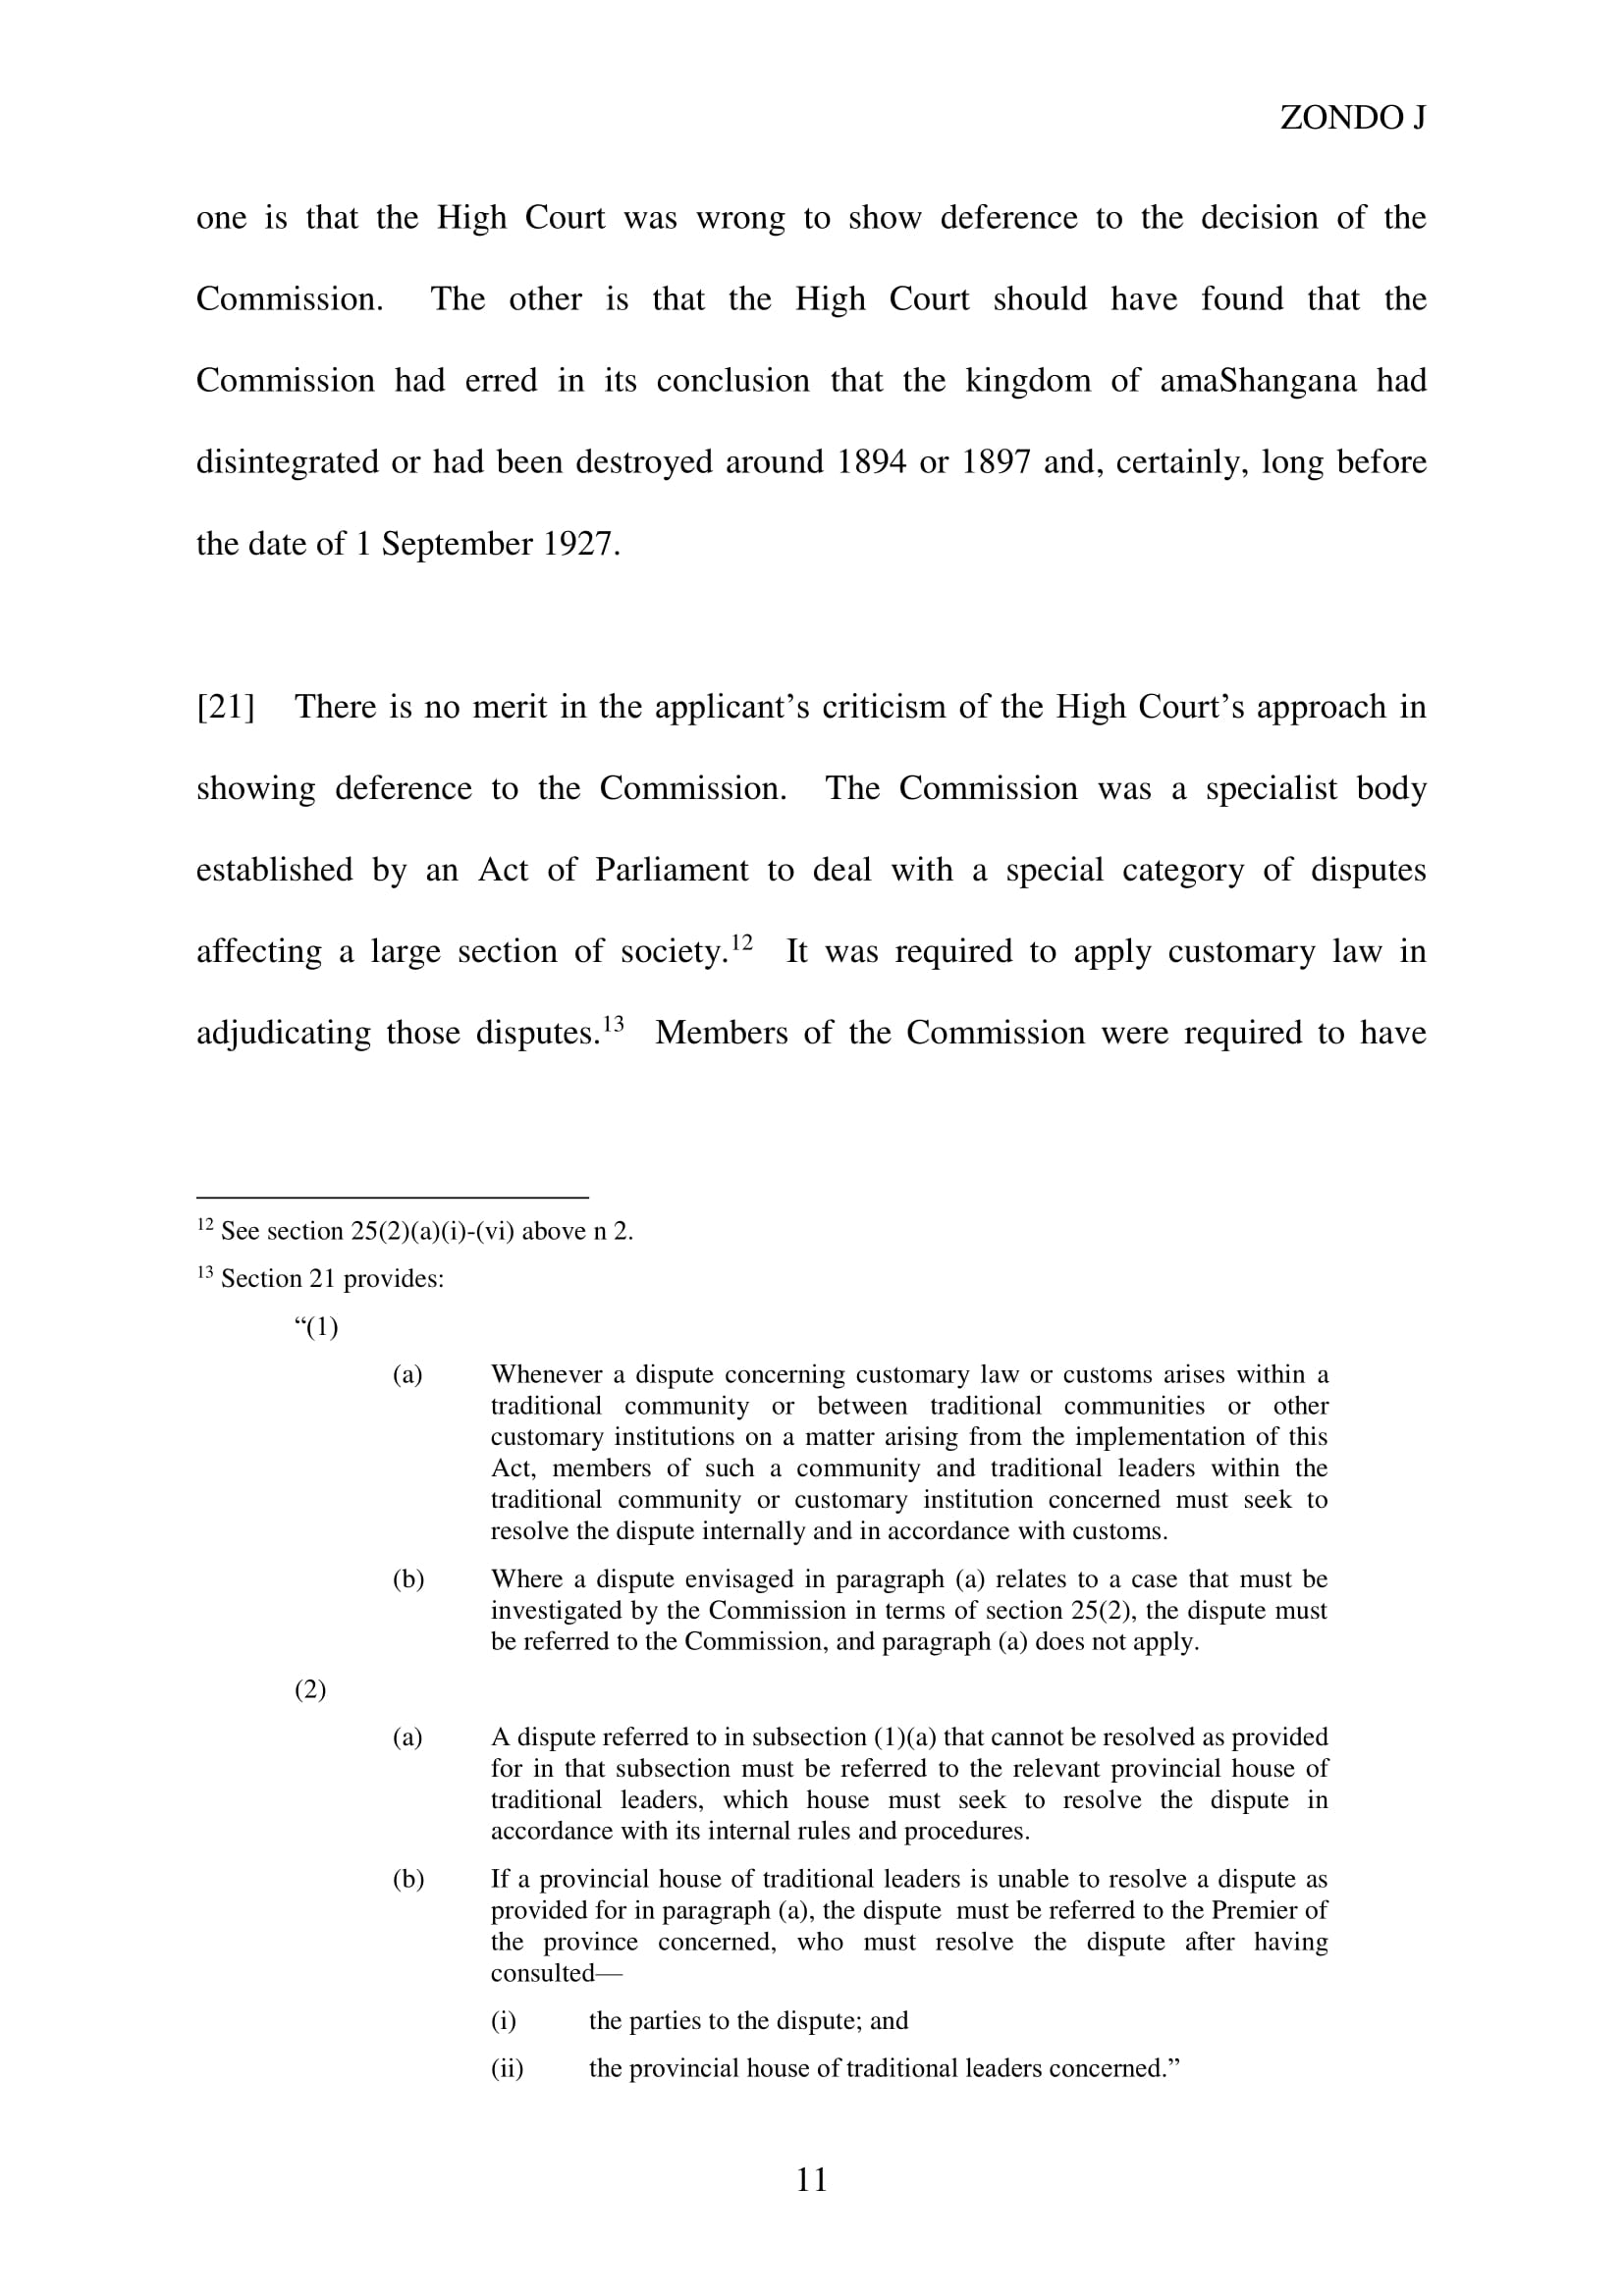 ZONDO J
one is that the High Court was wrong to show deference to the decision of the
Commission. The other is that the High Court should have found that the
Commission had erred in its conclusion that the kingdom of amaShangana had
disintegrated or had been destroyed around 1894 or 1897 and, certainly, long before
the date of 1 September 1927.
[21] There is no merit in the applicant’s criticism of the High Court’s approach in
showing deference to the Commission. The Commission was a specialist body
established by an Act of Parliament to deal with a special category of disputes
affecting a large section of society.12 It was required to apply customary law in
adjudicating those disputes.13 Members of the Commission were required to have
12 See section 25(2)(a)(i)-(vi) above n 2.
13 Section 21 provides:
“(1)
(a) Whenever a dispute concerning customary law or customs arises within a
traditional community or between traditional communities or other
customary institutions on a matter arising from the implementation of this
Act, members of such a community and traditional leaders within the
traditional community or customary institution concerned must seek to
resolve the dispute internally and in accordance with customs.
(b) Where a dispute envisaged in paragraph (a) relates to a case that must be
investigated by the Commission in terms of section 25(2), the dispute must
be referred to the Commission, and paragraph (a) does not apply.
(2)
(a) A dispute referred to in subsection (1)(a) that cannot be resolved as provided
for in that subsection must be referred to the relevant provincial house of
traditional leaders, which house must seek to resolve the dispute in
accordance with its internal rules and procedures.
(b) If a provincial house of traditional leaders is unable to resolve a dispute as
provided for in paragraph (a), the dispute must be referred to the Premier of
the province concerned, who must resolve the dispute after having
consulted—
(i) the parties to the dispute; and
(ii) the provincial house of traditional leaders concerned.”
11